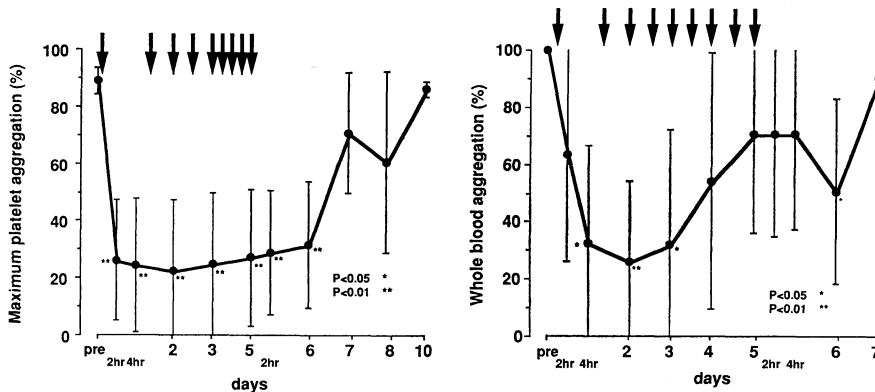 Maximum platelet aggregation (%)
100
80
60
40
20
0
**
**
**
**
**
**
**
P<0.05 *
P<0.01 **
pre 2hr 4hr 2 3 5 2hr 6 7 8 10
days
Whole blood aggregation (%)
100
80
60
40
20
0
*
**
*
*
P<0.05 *
P<0.01 **
pre 2hr 4hr 2 3 4 5 2hr 4hr 6 7
days